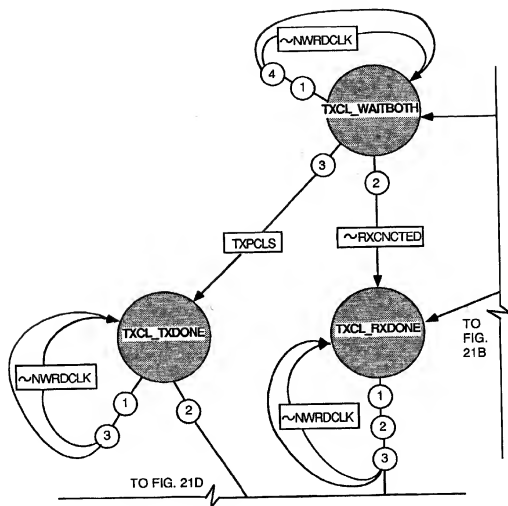 ~NWRDCLK
4
1
TXCL_WAITBOTH
3
2
TXPCLS
~RXCNCTED
TXCL_TXDONE
TXCL_RXDONE
TO
FIG.
21B
~NWRDCLK
1
2
3
~NWRDCLK
1
2
3
TO FIG. 21D